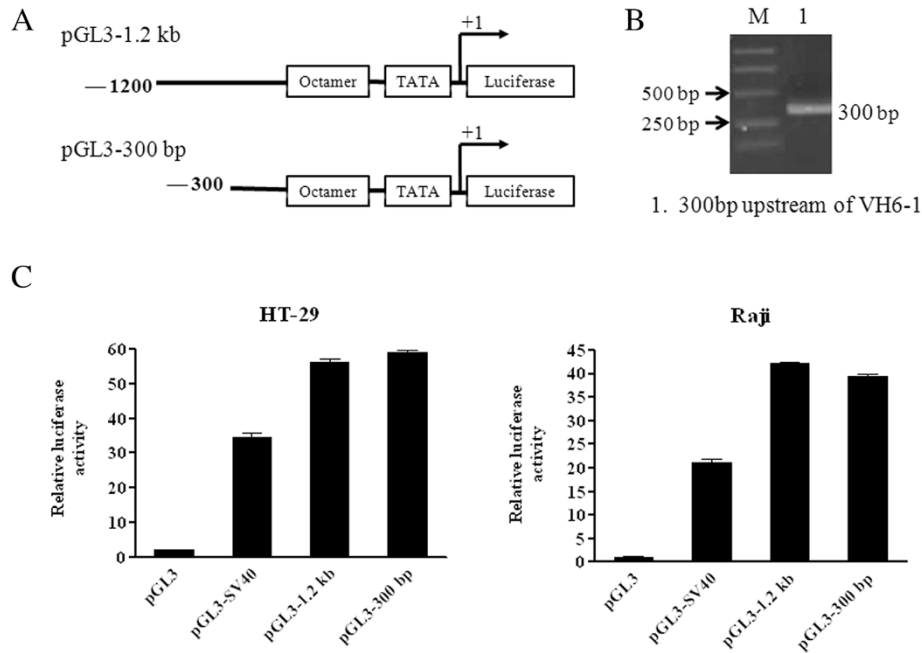 A
pGL3-1.2 kb
+1
—1200
Octamer
TATA
Luciferase
pGL3-300 bp
+1
—300
Octamer
TATA
Luciferase
B
M 1
500 bp
250 bp
300 bp
1. 300bp upstream of VH6-1
C
HT-29
Relative luciferase
activity
60
50
40
30
20
10
0
pGL3
pGL3-SV40
pGL3-1.2 kb
pGL3-300 bp
Raji
Relative luciferase
activity
45
40
35
30
25
20
15
10
5
0
pGL3
pGL3-SV40
pGL3-1.2 kb
pGL3-300 bp